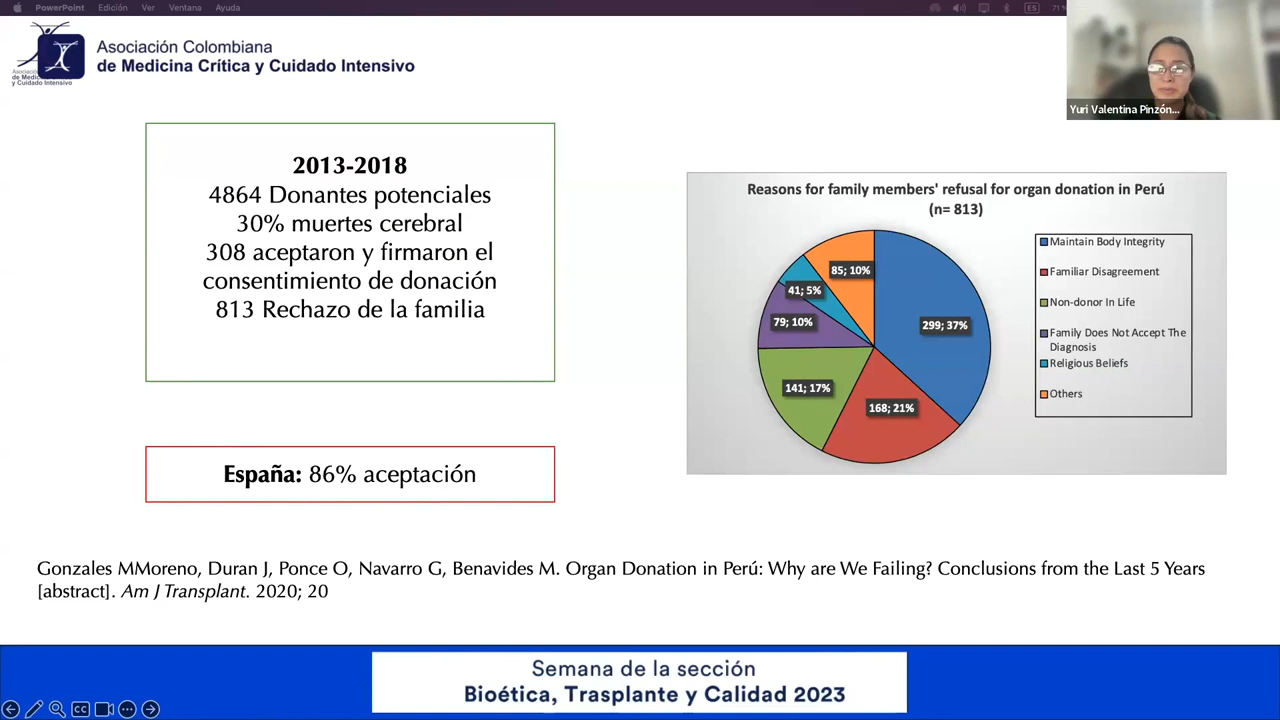 PowerPoint Edición Ver Ventana Ayuda
ES 71 %
Asociación Colombiana
de Medicina Crítica y Cuidado Intensivo
y Cuidado Intensivo
Yuri Valentina Pinzón...
2013-2018
4864 Donantes potenciales
30% muertes cerebral
308 aceptaron y firmaron el
consentimiento de donación
813 Rechazo de la familia
España: 86% aceptación
Reasons for family members' refusal for organ donation in Perú
(n= 813)
85; 10%
41; 5%
79; 10%
299; 37%
141; 17%
168; 21%
Maintain Body Integrity
Familiar Disagreement
Non-donor In Life
Family Does Not Accept The
Diagnosis
Religious Beliefs
Others
Gonzales MMoreno, Duran J, Ponce O, Navarro G, Benavides M. Organ Donation in Perú: Why are We Failing? Conclusions from the Last 5 Years
[abstract]. Am J Transplant. 2020; 20
Semana de la sección
Bioética, Trasplante y Calidad 2023
CC